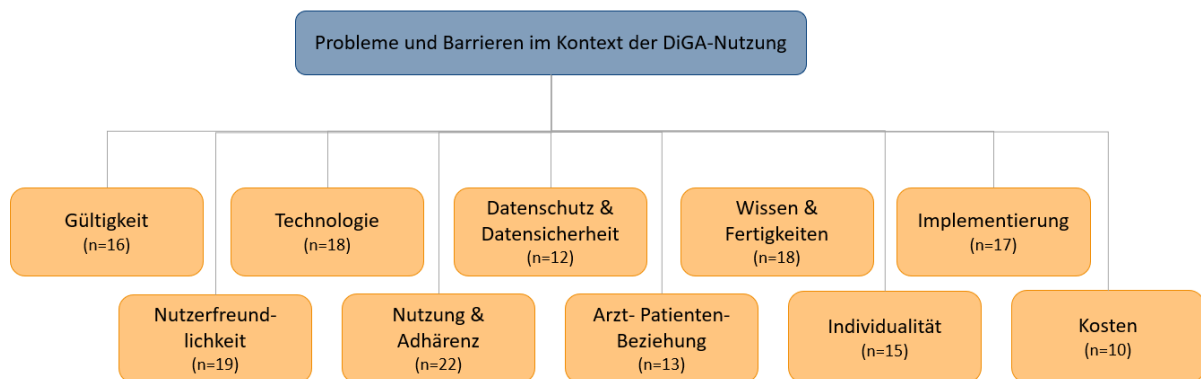 Probleme und Barrieren im Kontext der DiGA-Nutzung
Gültigkeit
(n=16)
Technologie
(n=18)
Datenschutz &
Datensicherheit
(n=12)
Wissen &
Fertigkeiten
(n=18)
Implementierung
(n=17)
Nutzerfreund-
lichkeit
(n=19)
Nutzung &
Adhärenz
(n=22)
Arzt- Patienten-
Beziehung
(n=13)
Individualität
(n=15)
Kosten
(n=10)